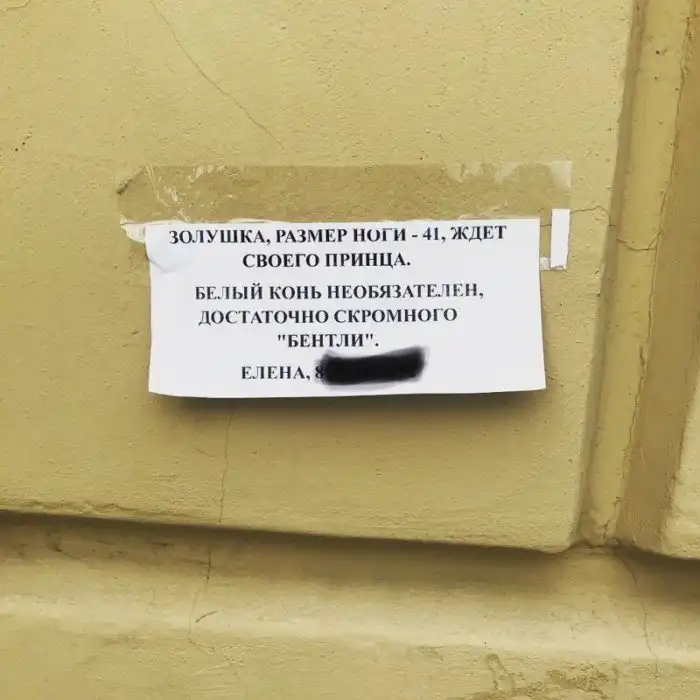 ЗОЛУШКА, РАЗМЕР НОГИ - 41, ЖДЕТ
СВОЕГО ПРИНЦА.
БЕЛЫЙ КОНЬ НЕОБЯЗАТЕЛЕН,
ДОСТАТОЧНО СКРОМНОГО
"БЕНТЛИ".
ЕЛЕНА, 8